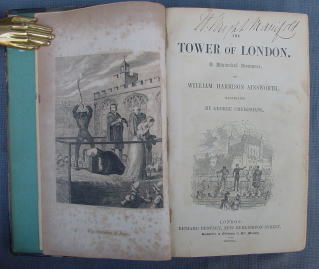 THE
TOWER OF LONDON.
A Historical Romance.
BY
WILLIAM HARRISON AINSWORTH.
ILLUSTRATED
BY GEORGE CRUIKSHANK.
LONDON:
RICHARD BENTLEY, NEW BURLINGTON STREET.